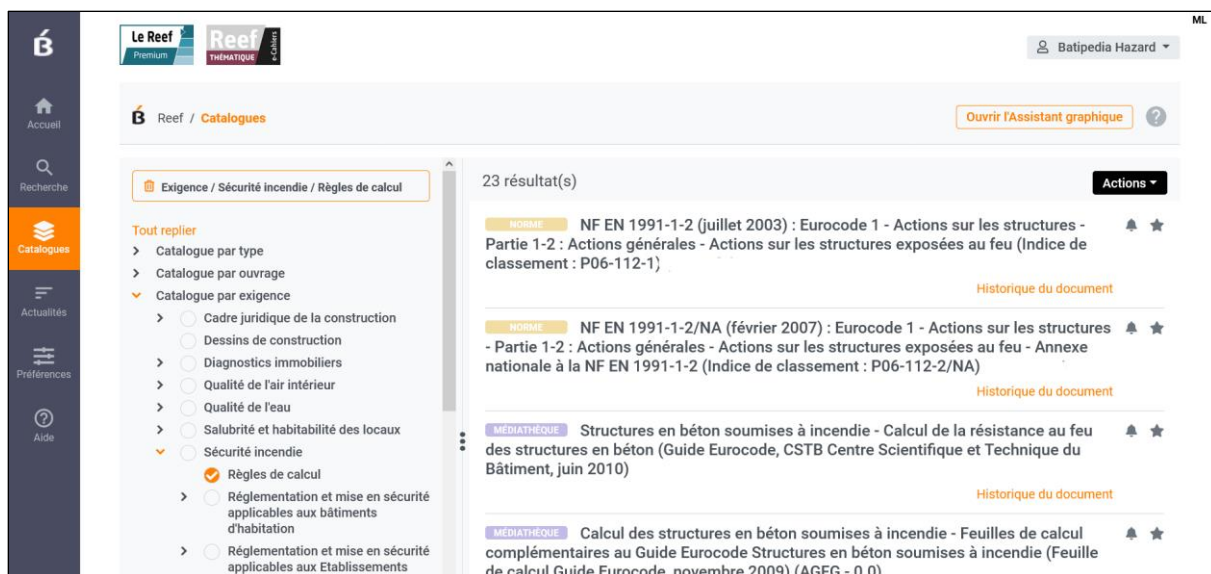 ML
B́
Le Reef
Premium
Reef
THÉMATIQUE
e-Cahiers
Batipedia Hazard
Accueil
Recherche
Catalogues
Actualités
Préférences
Aide
B́ Reef / Catalogues
Ouvrir l'Assistant graphique
?
Exigence / Sécurité incendie / Règles de calcul
Tout replier
Catalogue par type
Catalogue par ouvrage
Catalogue par exigence
Cadre juridique de la construction
Dessins de construction
Diagnostics immobiliers
Qualité de l'air intérieur
Qualité de l'eau
Salubrité et habitabilité des locaux
Sécurité incendie
Règles de calcul
Réglementation et mise en sécurité
applicables aux bâtiments
d'habitation
Réglementation et mise en sécurité
applicables aux Etablissements
23 résultat(s)
Actions
NORME NF EN 1991-1-2 (juillet 2003) : Eurocode 1 - Actions sur les structures -
Partie 1-2 : Actions générales - Actions sur les structures exposées au feu (Indice de
classement : P06-112-1)
Historique du document
NORME NF EN 1991-1-2/NA (février 2007) : Eurocode 1 - Actions sur les structures
- Partie 1-2 : Actions générales - Actions sur les structures exposées au feu - Annexe
nationale à la NF EN 1991-1-2 (Indice de classement : P06-112-2/NA)
Historique du document
MÉDIATHÈQUE Structures en béton soumises à incendie - Calcul de la résistance au feu
des structures en béton (Guide Eurocode, CSTB Centre Scientifique et Technique du
Bâtiment, juin 2010)
Historique du document
MÉDIATHÈQUE Calcul des structures en béton soumises à incendie - Feuilles de calcul
complémentaires au Guide Eurocode Structures en béton soumises à incendie (Feuille
de calcul Guide Eurocode, novembre 2009) (AGFG - 0.0)